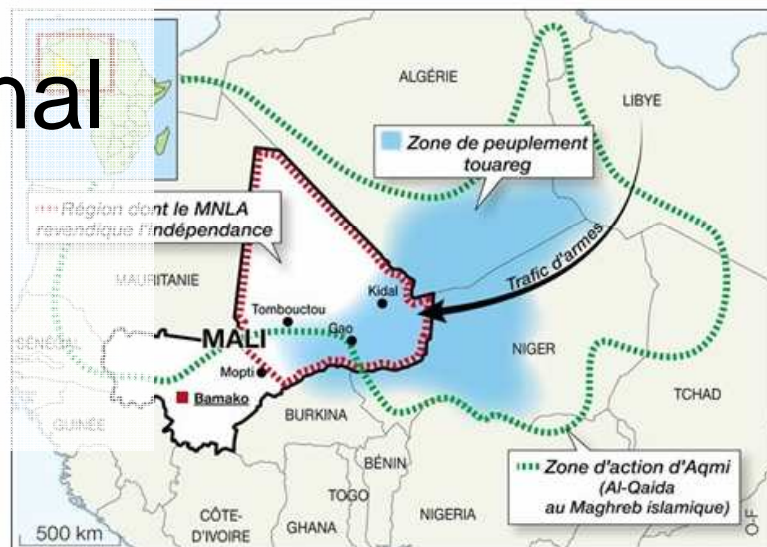 nal
ALGÉRIE
LIBYE
Zone de peuplement
touareg
Région dont le MNLA
revendique l'indépendance
Trafic d'armes
MAURITANIE
Kidal
Tombouctou
Gao
MALI
SÉNÉGAL
NIGER
Mopti
TCHAD
Bamako
BURKINA
GUINÉE
BÉNIN
Zone d'action d'Aqmi
(Al-Qaida
au Maghreb islamique)
TOGO
CÔTE-
D'IVOIRE
GHANA
NIGERIA
500 km
O-F